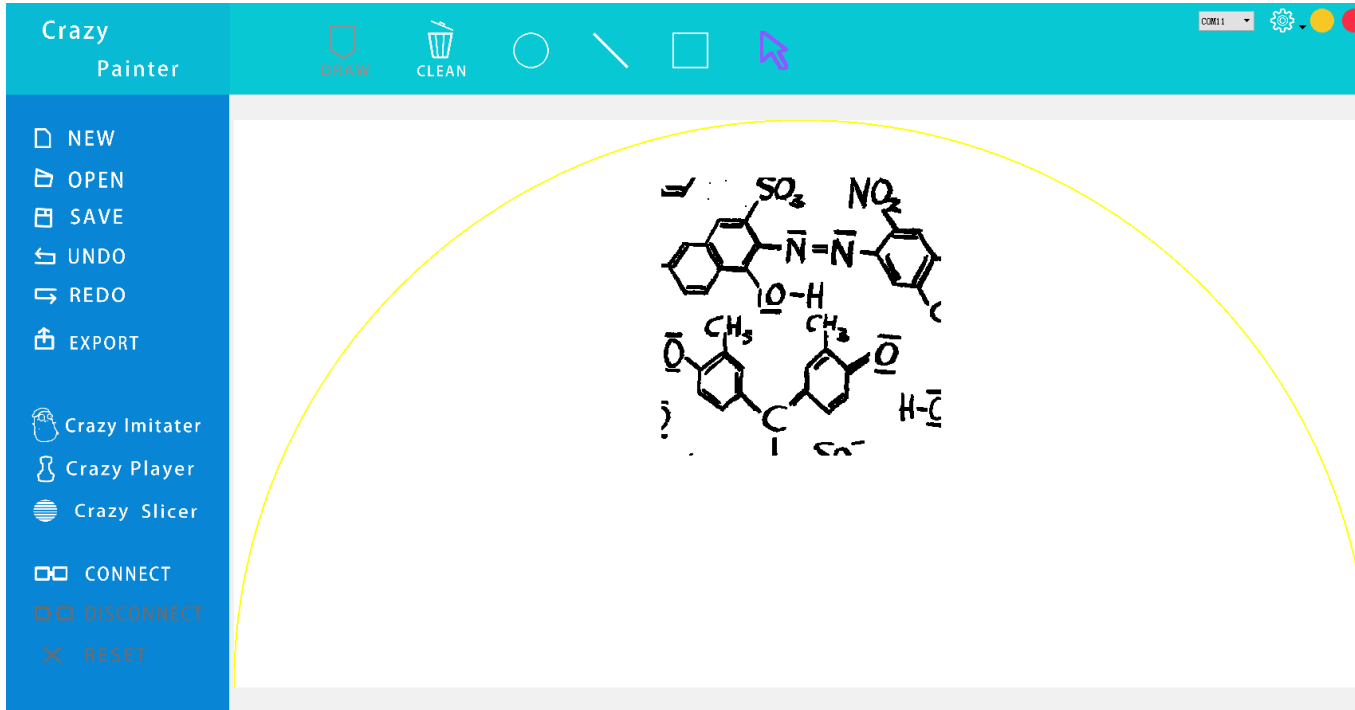 Crazy
Painter
DRAW
CLEAN
COM11
NEW
OPEN
SAVE
UNDO
REDO
EXPORT
Crazy Imitater
Crazy Player
Crazy Slicer
CONNECT
DISCONNECT
RESET
SO₃ NO₂
N=N
O-H
CH₃ CH₃
O O
H-O
C